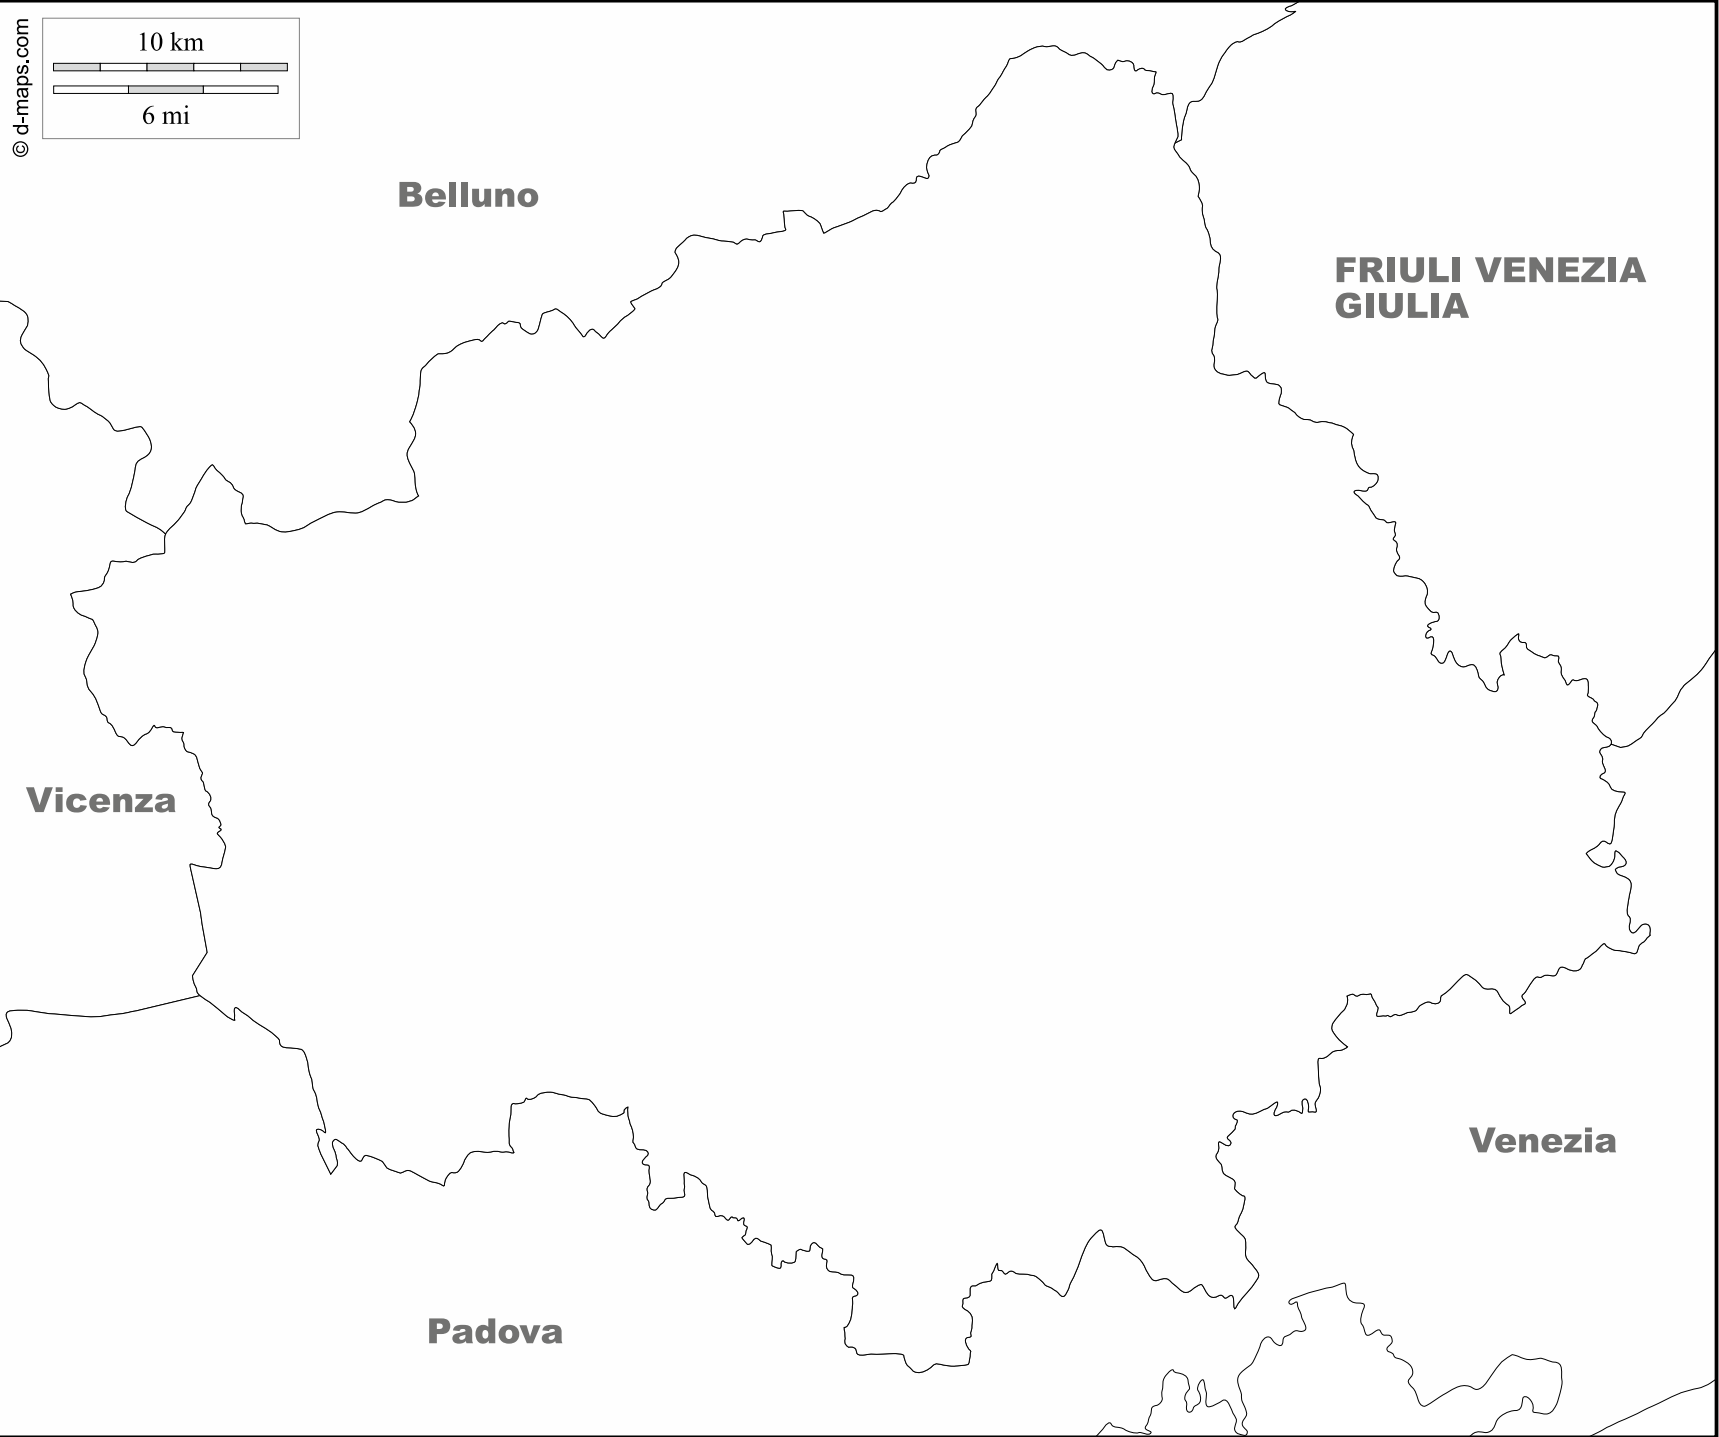 © d-maps.com
10 km
6 mi
Belluno
FRIULI VENEZIA
GIULIA
Vicenza
Venezia
Padova